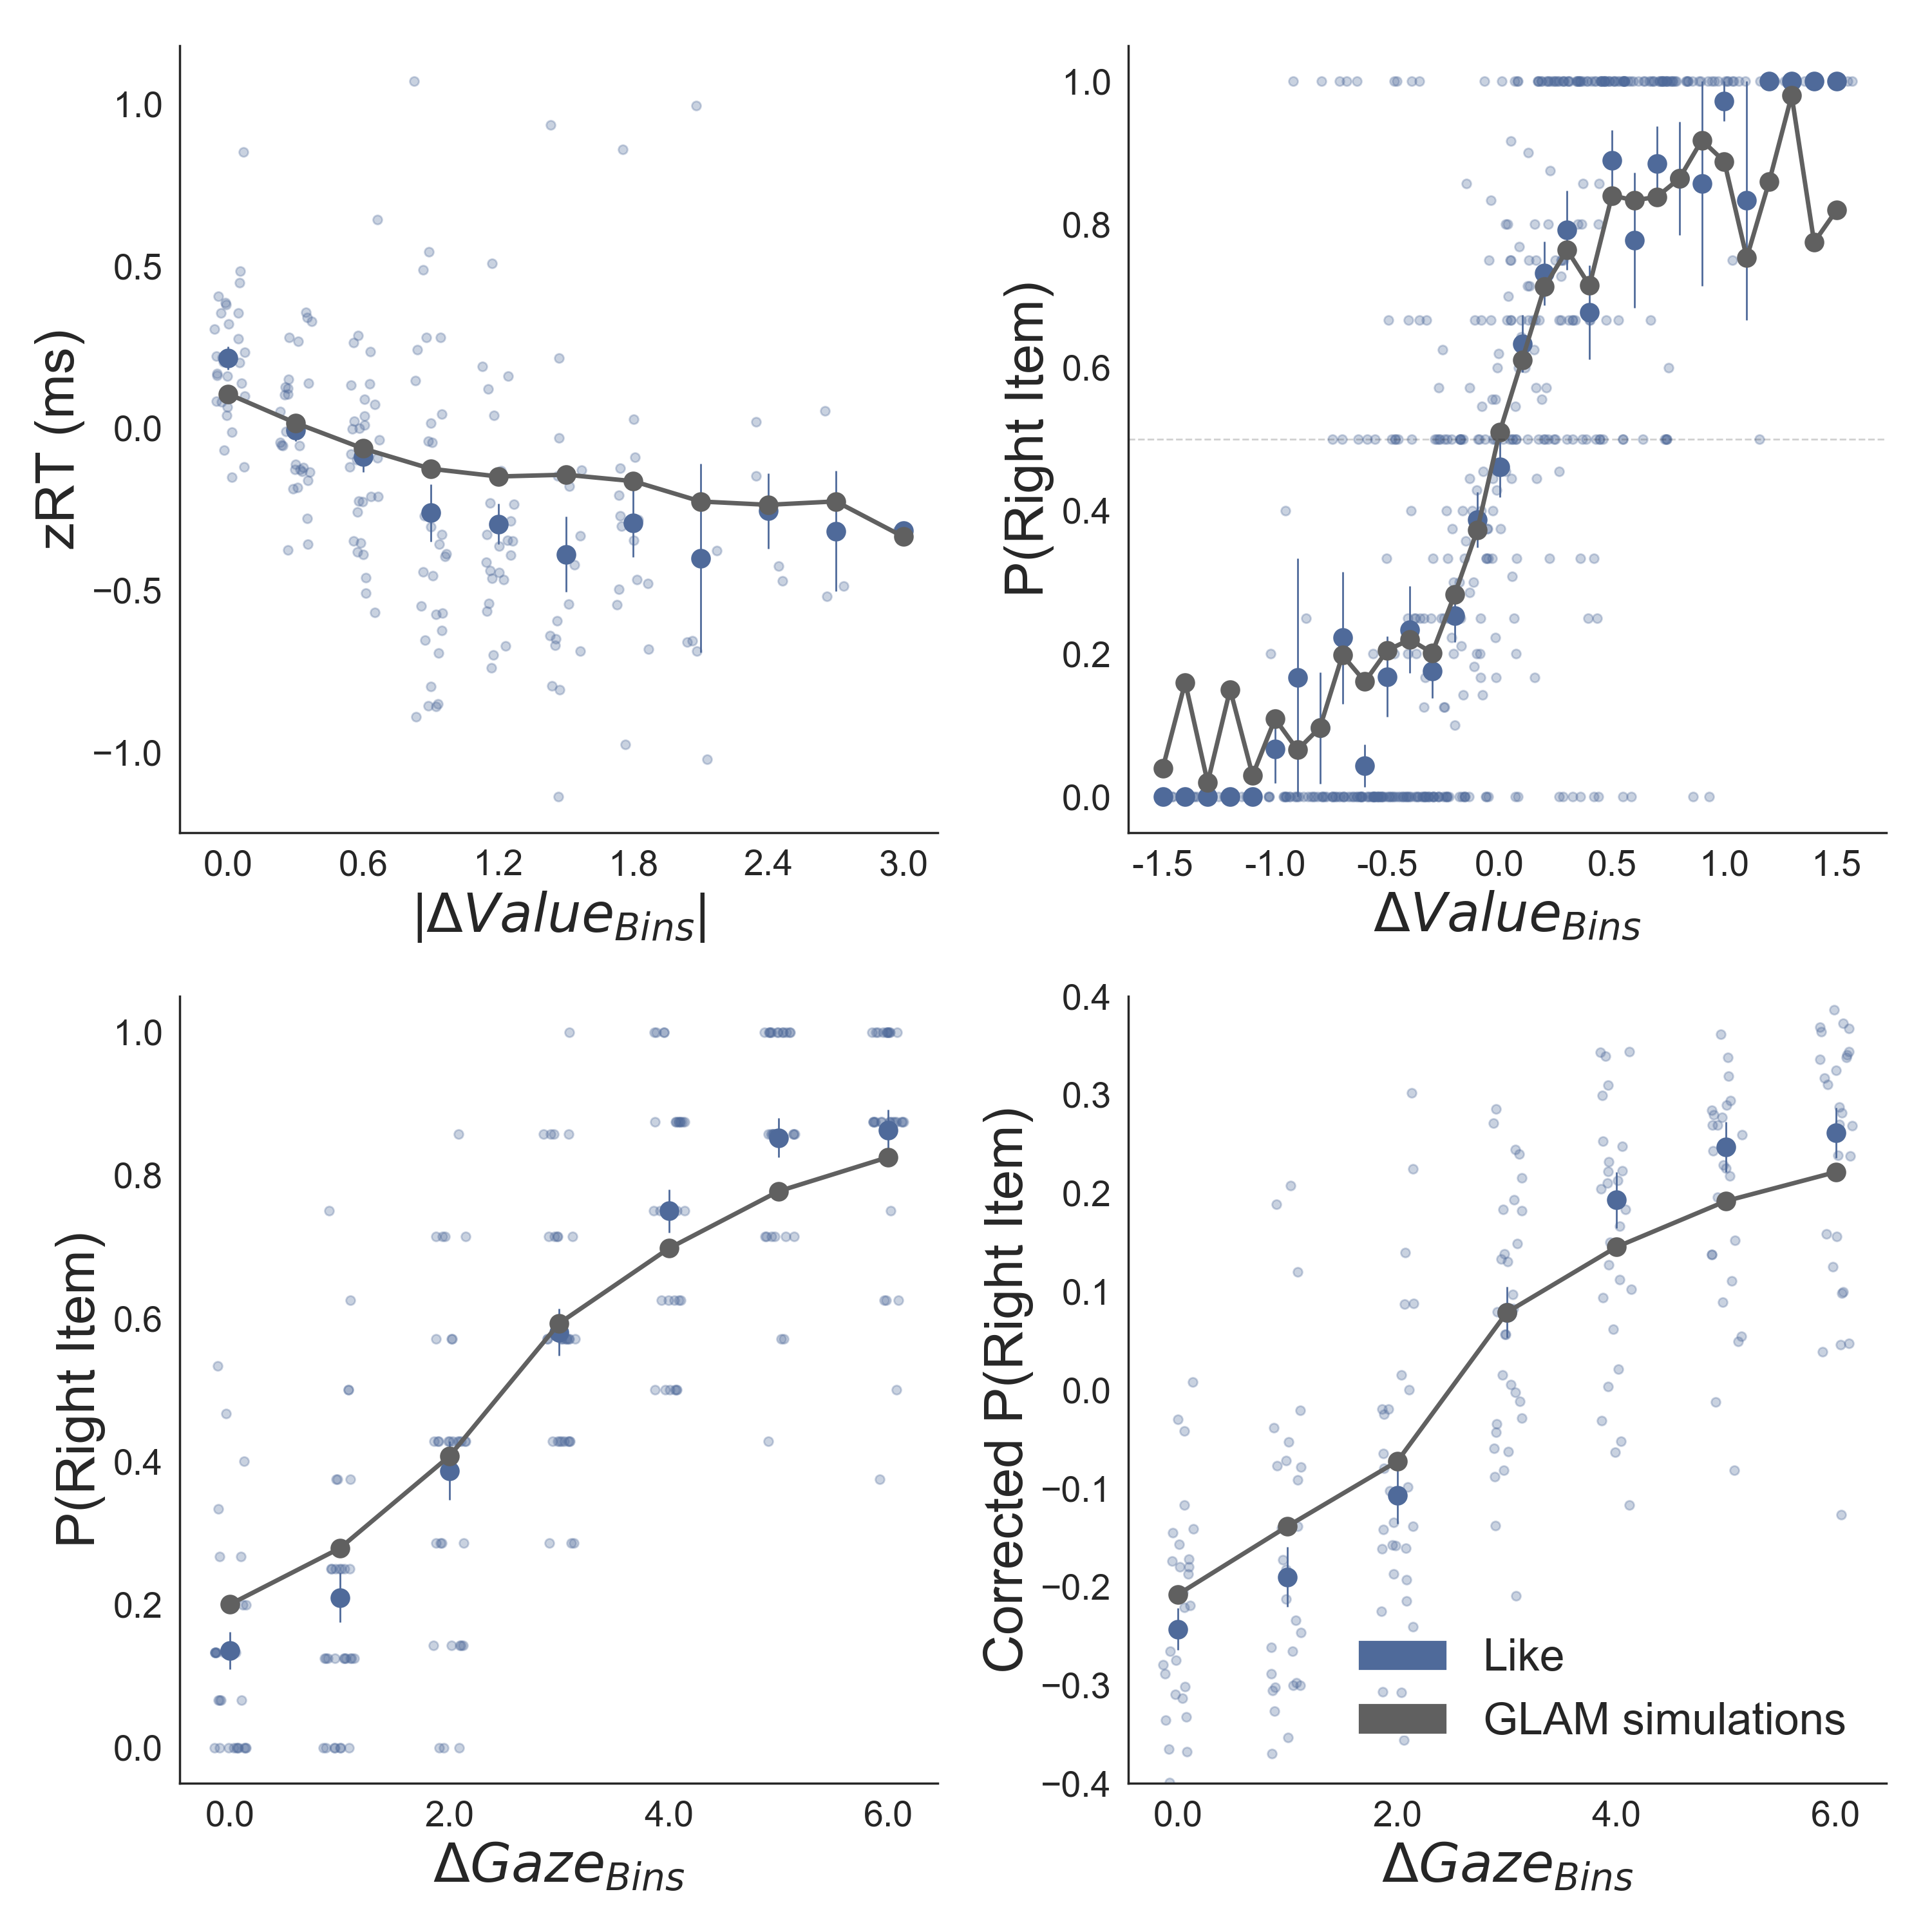 zRT (ms)
1.0
0.5
0.0
−0.5
−1.0
0.0 0.6 1.2 1.8 2.4 3.0
|ΔValue_Bins|
P(Right Item)
1.0
0.8
0.6
0.4
0.2
0.0
-1.5 -1.0 -0.5 0.0 0.5 1.0 1.5
ΔValue_Bins
P(Right Item)
1.0
0.8
0.6
0.4
0.2
0.0
0.0 2.0 4.0 6.0
ΔGaze_Bins
Corrected P(Right Item)
0.4
0.3
0.2
0.1
0.0
−0.1
−0.2
−0.3
−0.4
Like
GLAM simulations
0.0 2.0 4.0 6.0
ΔGaze_Bins